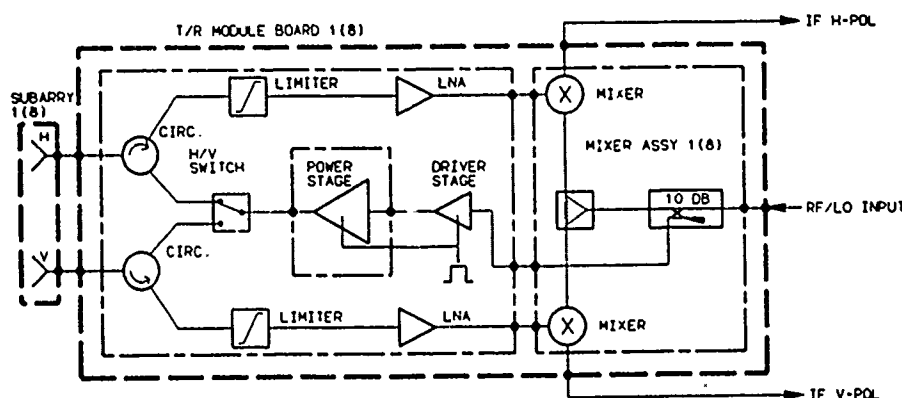 IF H-POL
T/R MODULE BOARD 1(8)
LIMITER
LNA
MIXER
SUBARRY
1(8)
H
CIRC.
H/V
SWITCH
POWER
STAGE
DRIVER
STAGE
MIXER ASSY 1(8)
10 DB
RF/LO INPUT
V
CIRC.
LIMITER
LNA
MIXER
IF V-POL